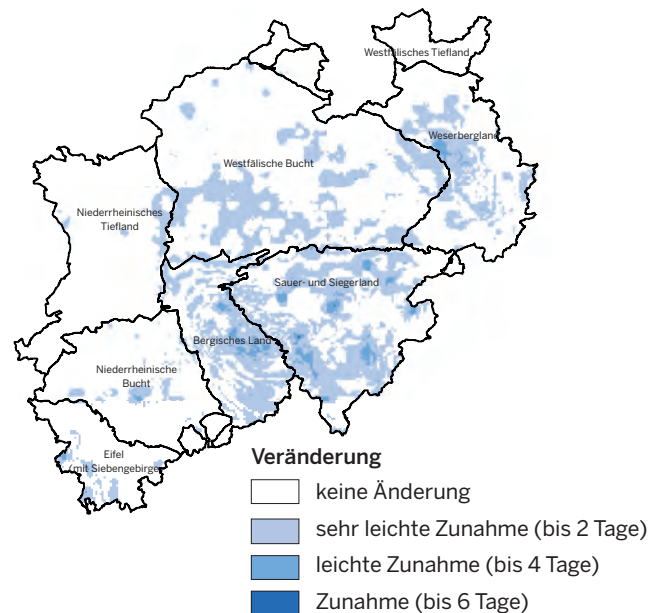 Westfälisches Tiefland
Weserbergland
Westfälische Bucht
Niederrheinisches
Tiefland
Sauer- und Siegerland
Bergisches Land
Niederrheinische
Bucht
Eifel
(mit Siebengebirge)
Veränderung
keine Änderung
sehr leichte Zunahme (bis 2 Tage)
leichte Zunahme (bis 4 Tage)
Zunahme (bis 6 Tage)